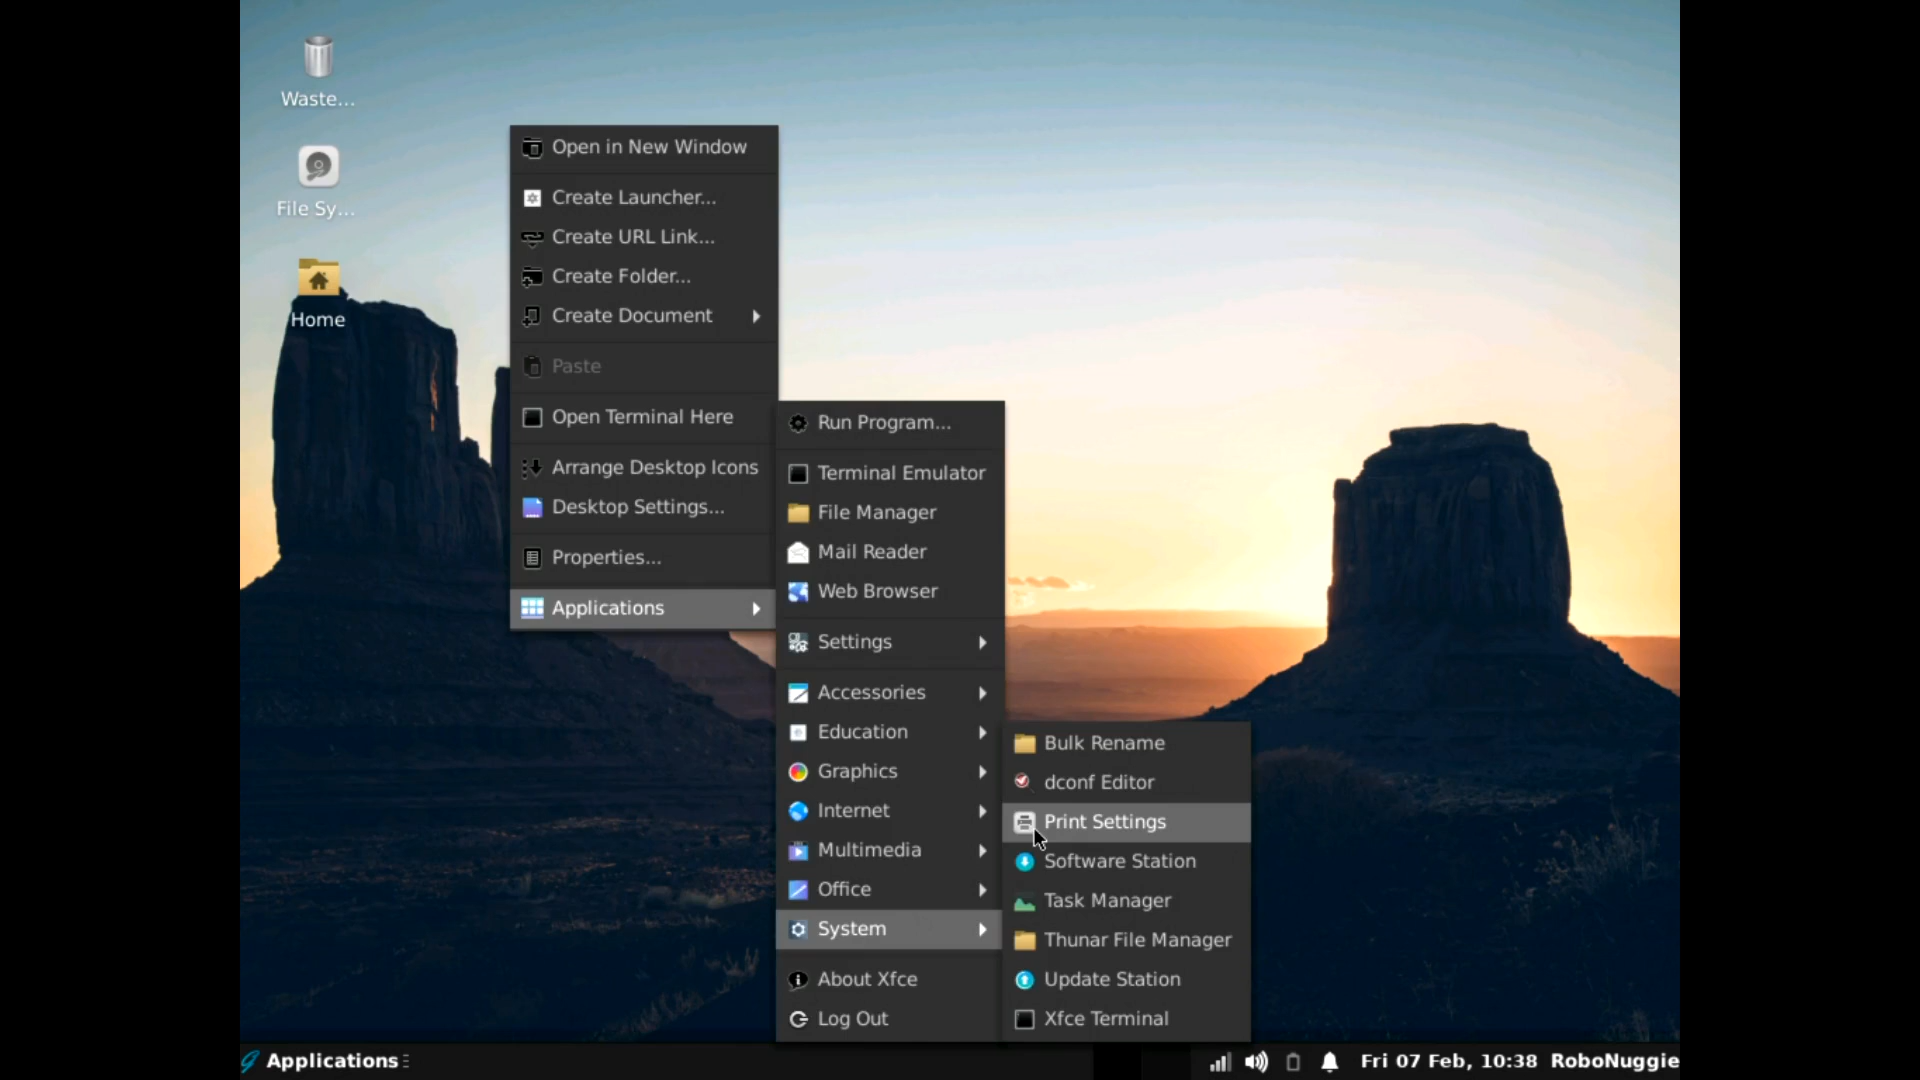 Waste...
File Sy...
Home
Open in New Window
Create Launcher...
Create URL Link...
Create Folder...
Create Document
Paste
Open Terminal Here
Arrange Desktop Icons
Desktop Settings...
Properties...
Applications
Run Program...
Terminal Emulator
File Manager
Mail Reader
Web Browser
Settings
Accessories
Education
Graphics
Internet
Multimedia
Office
System
About Xfce
Log Out
Bulk Rename
dconf Editor
Print Settings
Software Station
Task Manager
Thunar File Manager
Update Station
Xfce Terminal
Applications
Fri 07 Feb, 10:38 RoboNuggie